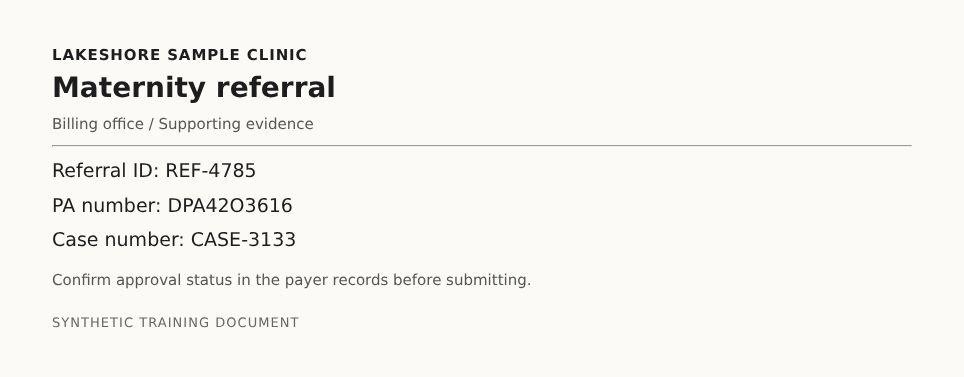 LAKESHORE SAMPLE CLINIC
Maternity referral
Billing office / Supporting evidence
Referral ID: REF-4785
PA number: DPA42O3616
Case number: CASE-3133
Confirm approval status in the payer records before submitting.
SYNTHETIC TRAINING DOCUMENT